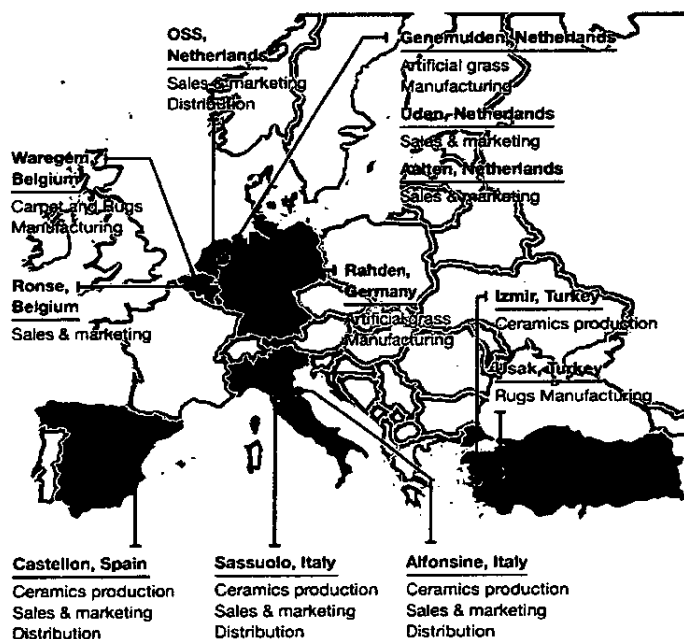 OSS,
Netherlands
Sales & marketing
Distribution
Genemuiden, Netherlands
Artificial grass
Manufacturing
Uden, Netherlands
Sales & marketing
Aalten, Netherlands
Sales & marketing
Waregem,
Belgium
Carpet and Rugs
Manufacturing
Ronse,
Belgium
Sales & marketing
Rahden,
Germany
Artificial grass
Manufacturing
Izmir, Turkey
Ceramics production
Usak, Turkey
Rugs Manufacturing
Castellon, Spain
Ceramics production
Sales & marketing
Distribution
Sassuolo, Italy
Ceramics production
Sales & marketing
Distribution
Alfonsine, Italy
Ceramics production
Sales & marketing
Distribution